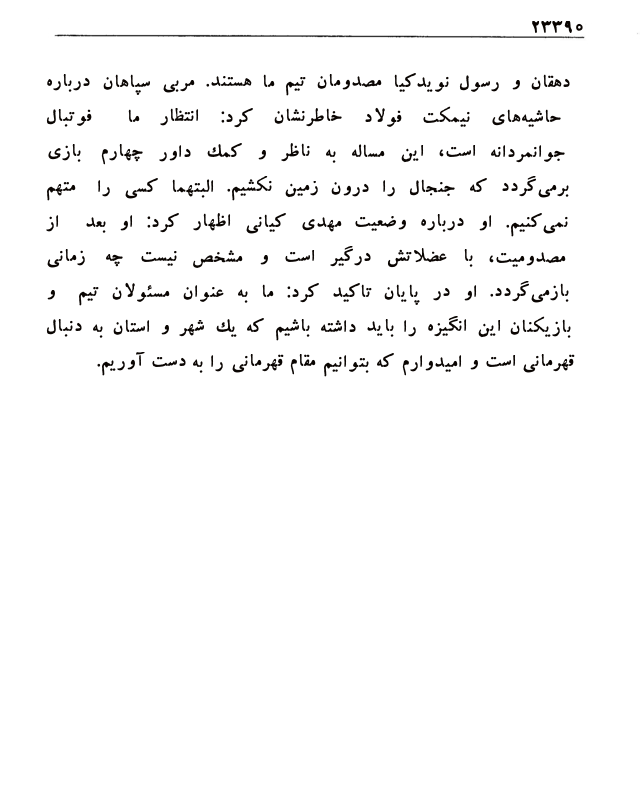 ۲۳۳۹۰
دهقان و رسول نویدکیا مصدومان تیم ما هستند. مربی سپاهان درباره
حاشیه‌های نیمکت فولاد خاطرنشان کرد: انتظار ما فوتبال
جوانمردانه است، این مساله به ناظر و کمك داور چهارم بازی
برمی‌گردد که جنجال را درون زمین نکشیم. البتهما کسی را متهم
نمی‌کنیم. او درباره وضعیت مهدی کیانی اظهار کرد: او بعد از
مصدومیت، با عضلاتش درگیر است و مشخص نیست چه زمانی
بازمی‌گردد. او در پایان تاکید کرد: ما به عنوان مسئولان تیم و
بازیکنان این انگیزه را باید داشته باشیم که يك شهر و استان به دنبال
قهرمانی است و امیدوارم که بتوانیم مقام قهرمانی را به دست آوریم.